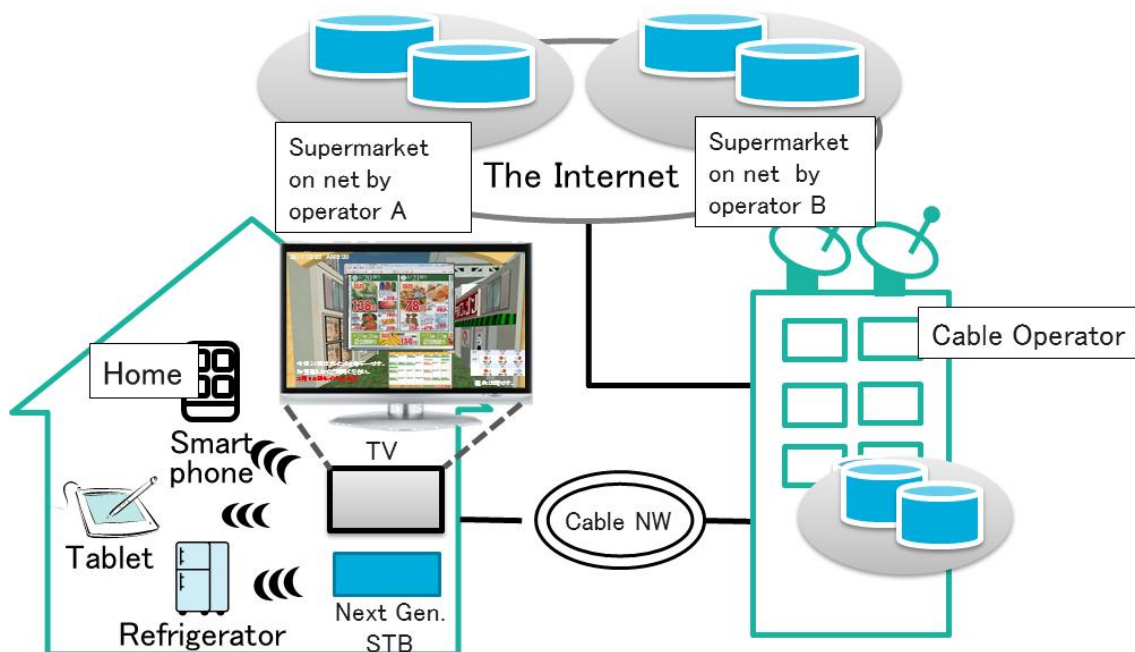 Supermarket
on net by
operator A
The Internet
Supermarket
on net by
operator B
Cable Operator
Home
Smart
phone
TV
Cable NW
Tablet
Refrigerator
Next Gen.
STB